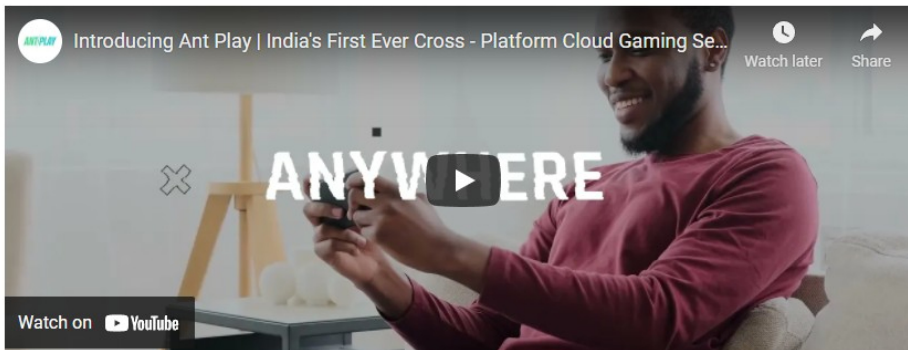 ANT PLAY
Introducing Ant Play | India's First Ever Cross - Platform Cloud Gaming Se...
Watch later
Share
ANYWHERE
Watch on YouTube